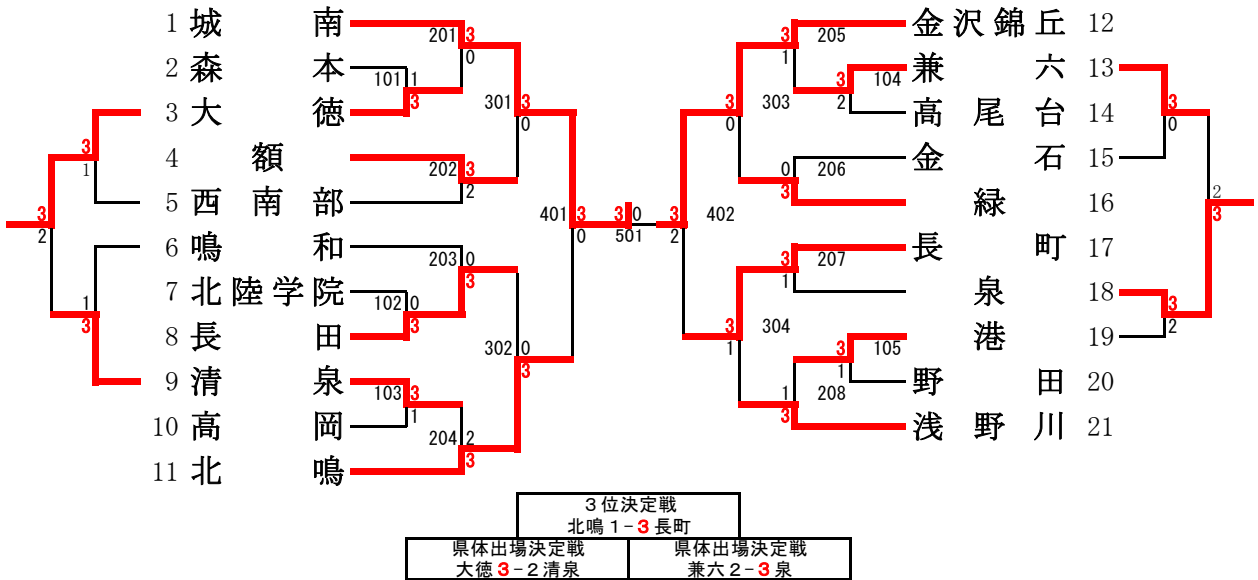 1 城南 201 3 3 205 金沢錦丘 12
2 森本 101 1 0 1 3 104 兼六 13
3 大徳 3 301 3 3 303 2 高尾台 14 3
0 0 0
3 4 額 202 3 0 206 金石 15
1 5 西南部 2 3 緑 16 2
3 401 3 3 0 3 402 3
2 0 501 2
6 鳴和 203 0 3 207 長町 17
7 北陸学院 102 0 3 1 泉 18
1 8 長田 3 302 0 3 304 3 105 港 19 3
3 3 1 2
9 清泉 103 3 1 野田 20
10 高岡 1 204 2 1 208
11 北鳴 3 3 浅野川 21
3位決定戦
北鳴1-3長町
県体出場決定戦 県体出場決定戦
大徳3-2清泉 兼六2-3泉